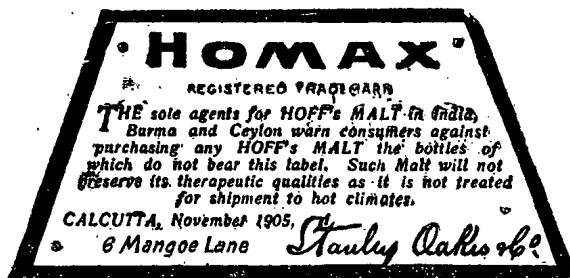 HOMAX
REGISTERED TRADEMARK
THE sole agents for HOFF's MALT in India,
Burma and Ceylon warn consumers against
purchasing any HOFF's MALT the bottles of
which do not bear this label. Such Malt will not
preserve its therapeutic qualities as it is not treated
for shipment to hot climates.
CALCUTTA, November 1905,
6 Mangoe Lane Stanley Oakes & Co.